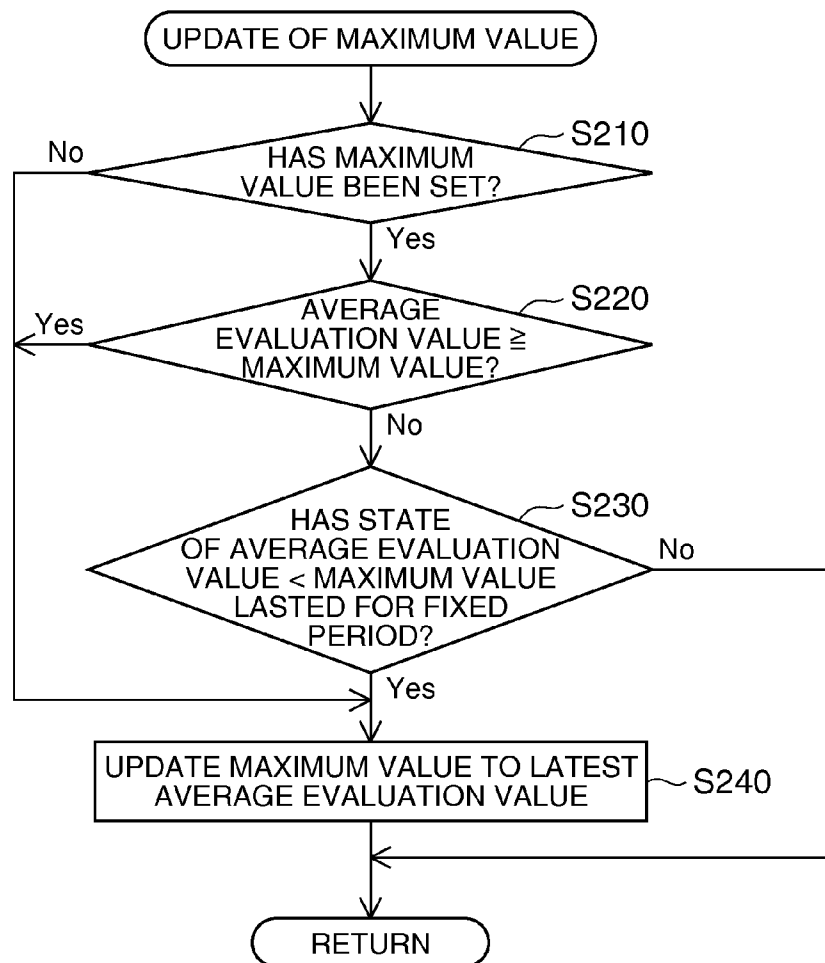 UPDATE OF MAXIMUM VALUE
S210
No
HAS MAXIMUM
VALUE BEEN SET?
Yes
S220
Yes
AVERAGE
EVALUATION VALUE ≧
MAXIMUM VALUE?
No
S230
HAS STATE
OF AVERAGE EVALUATION
VALUE < MAXIMUM VALUE
LASTED FOR FIXED
PERIOD?
No
Yes
UPDATE MAXIMUM VALUE TO LATEST
AVERAGE EVALUATION VALUE
S240
RETURN